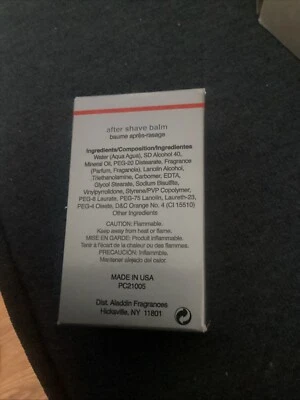 after shave balm
baume après-rasage
Ingredients/Composition/Ingredientes
Water (Aqua Agua), SD Alcohol 40,
Mineral Oil, PEG-20 Distearate, Fragrance
(Parfum, Fragancia), Lanolin Alcohol,
Triethanolamine, Carbomer, EDTA,
Glycol Stearate, Sodium Bisulfite,
Vinylpyrrolidone, Styrene/PVP Copolymer,
PEG-8 Laurate, PEG-75 Lanolin, Laureth-23,
PEG-4 Oleate, D&C Orange No. 4 (CI 15510)
Other Ingredients
CAUTION: Flammable.
Keep away from heat or flame.
MISE EN GARDE: Produit inflammable.
Tenir à l'écart de la chaleur ou des flammes.
PRECAUCIÓN: Inflamable.
Mantener alejado del calor.
MADE IN USA
PC21005
Dist. Aladdin Fragrances
Hicksville, NY 11801